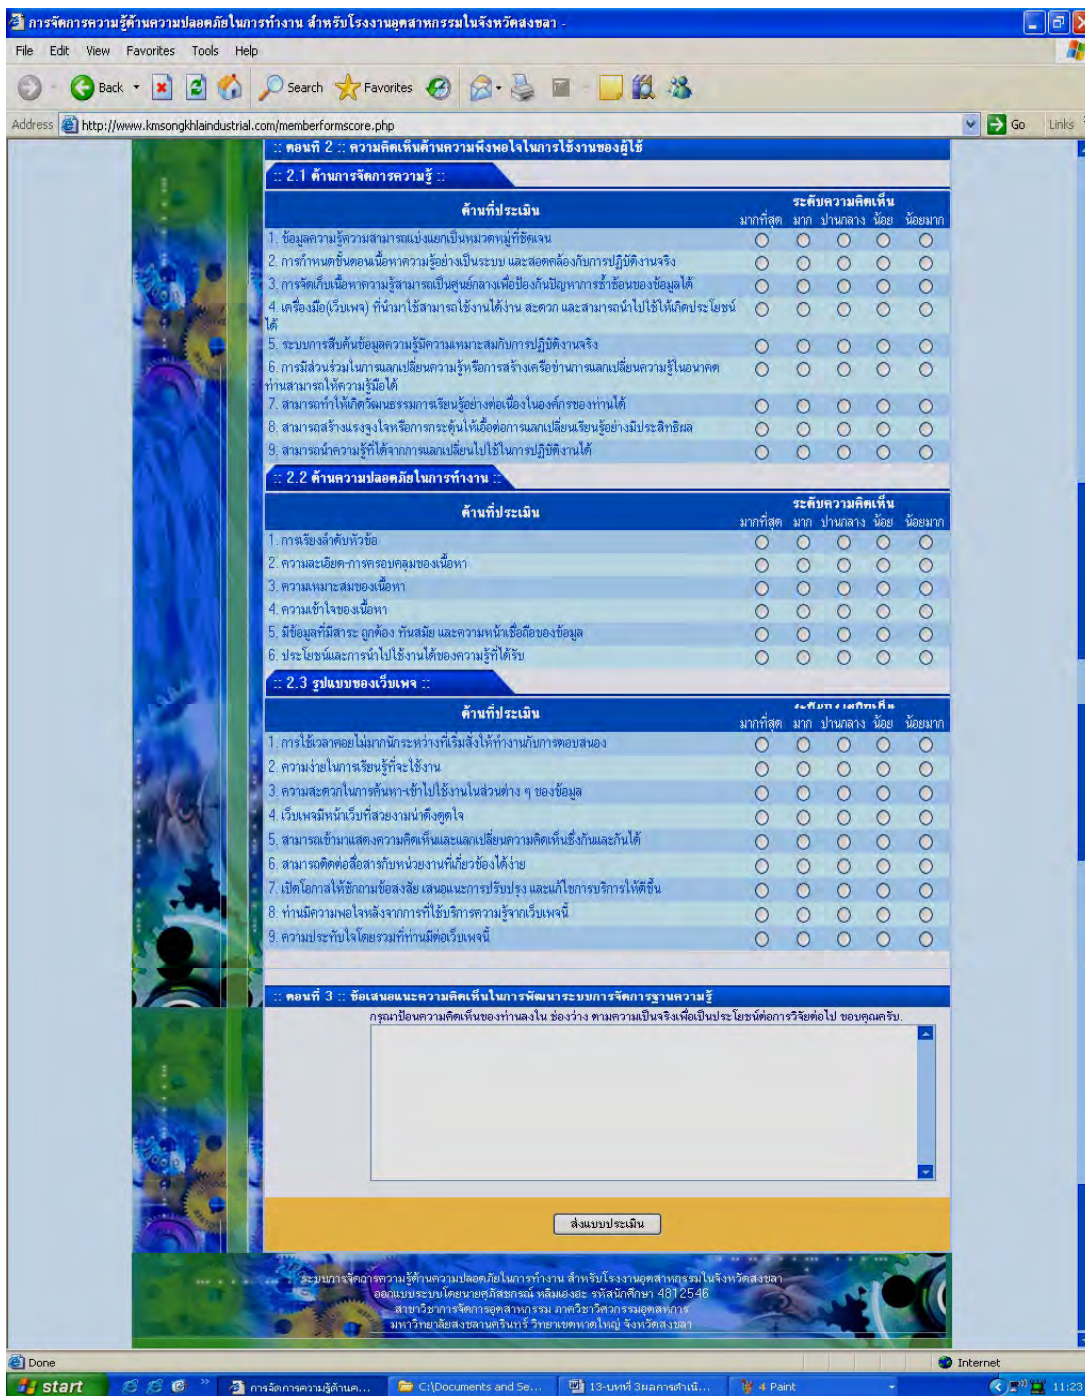 การจัดการความรู้ด้านความปลอดภัยในการทำงาน สำหรับโรงงานอุตสาหกรรมในจังหวัดสงขลา -
File Edit View Favorites Tools Help
Back Search Favorites
Address http://www.kmsongkhlaindustrial.com/memberformscore.php Go Links
:: ตอนที่ 2 :: ความคิดเห็นด้านความพึงพอใจในการใช้งานของผู้ใช้
:: 2.1 ด้านการจัดการความรู้ ::
ด้านที่ประเมิน ระดับความคิดเห็น
มากที่สุด มาก ปานกลาง น้อย น้อยมาก
1. ข้อมูลความรู้ความสามารถแบ่งแยกเป็นหมวดหมู่ที่ชัดเจน
2. การกำหนดขั้นตอนเนื้อหาความรู้อย่างเป็นระบบ และสอดคล้องกับการปฏิบัติงานจริง
3. การจัดเก็บเนื้อหาความรู้สามารถเป็นศูนย์กลางเพื่อป้องกันปัญหาการซ้ำซ้อนของข้อมูลได้
4. เครื่องมือ(เว็บเพจ) ที่นำมาใช้สามารถใช้งานได้ง่าย สะดวก และสามารถนำไปใช้ให้เกิดประโยชน์
ได้
5. ระบบการสืบค้นข้อมูลความรู้มีความเหมาะสมกับการปฏิบัติงานจริง
6. การมีส่วนร่วมในการแลกเปลี่ยนความรู้หรือการสร้างเครือข่านการแลกเปลี่ยนความรู้ในอนาคต
ท่านสามารถให้ความรู้มือได้
7. สามารถทำให้เกิดวัฒนธรรมการเรียนรู้อย่างต่อเนื่องในองค์กรของท่านได้
8. สามารถสร้างแรงจูงใจหรือการกระตุ้นให้เอื้อต่อการแลกเปลี่ยนเรียนรู้อย่างมีประสิทธิผล
9. สามารถนำความรู้ที่ได้จากการแลกเปลี่ยนไปใช้ในการปฏิบัติงานได้
:: 2.2 ด้านความปลอดภัยในการทำงาน ::
ด้านที่ประเมิน ระดับความคิดเห็น
มากที่สุด มาก ปานกลาง น้อย น้อยมาก
1. การเรียงลำดับหัวข้อ
2. ความละเอียด-การครอบคลุมของเนื้อหา
3. ความเหมาะสมของเนื้อหา
4. ความเข้าใจของเนื้อหา
5. มีข้อมูลที่มีสาระ ถูกต้อง ทันสมัย และความหน้าเชื่อถือของข้อมูล
6. ประโยชน์และการนำไปใช้งานได้ของความรู้ที่ได้รับ
:: 2.3 รูปแบบของเว็บเพจ ::
ด้านที่ประเมิน
มากที่สุด มาก ปานกลาง น้อย น้อยมาก
1. การใช้เวลาคอยไม่มากนักระหว่างที่เริ่มสั่งให้ทำงานกับการตอบสนอง
2. ความง่ายในการเรียนรู้ที่จะใช้งาน
3. ความสะดวกในการค้นหา-เข้าไปใช้งานในส่วนต่าง ๆ ของข้อมูล
4. เว็บเพจมีหน้าเว็บที่สวยงามน่าดึงดูดใจ
5. สามารถเข้ามาแสดงความคิดเห็นและแลกเปลี่ยนความคิดเห็นซึ่งกันและกันได้
6. สามารถติดต่อสื่อสารกับหน่วยงานที่เกี่ยวข้องได้ง่าย
7. เปิดโอกาสให้ซักถามข้อสงสัย เสนอแนะการปรับปรุง และแก้ไขการบริการให้ดีขึ้น
8. ท่านมีความพอใจหลังจากการที่ใช้บริการความรู้จากเว็บเพจนี้
9. ความประทับใจโดยรวมที่ท่านมีต่อเว็บเพจนี้
:: ตอนที่ 3 :: ข้อเสนอแนะความคิดเห็นในการพัฒนาระบบการจัดการฐานความรู้
กรุณาป้อนความคิดเห็นของท่านลงใน ช่องว่าง ตามความเป็นจริงเพื่อเป็นประโยชน์ต่อการวิจัยต่อไป ขอบคุณครับ.
ส่งแบบประเมิน
ระบบการจัดการความรู้ด้านความปลอดภัยในการทำงาน สำหรับโรงงานอุตสาหกรรมในจังหวัดสงขลา
ออกแบบระบบโดยนายศุภัสชกรณ์ หลิมเฮงฮะ รหัสนักศึกษา 4812546
สาขาวิชาการจัดการอุตสาหกรรม ภาควิชาวิศวกรรมอุตสหการ
มหาวิทยาลัยสงขลานครินทร์ วิทยาเขตหาดใหญ่ จังหวัดสงขลา
Done Internet
start การจัดการความรู้ด้านค... C:\Documents and Se... 13-บทที่ 3ผลการดำเนิ... 4 Paint 11:23